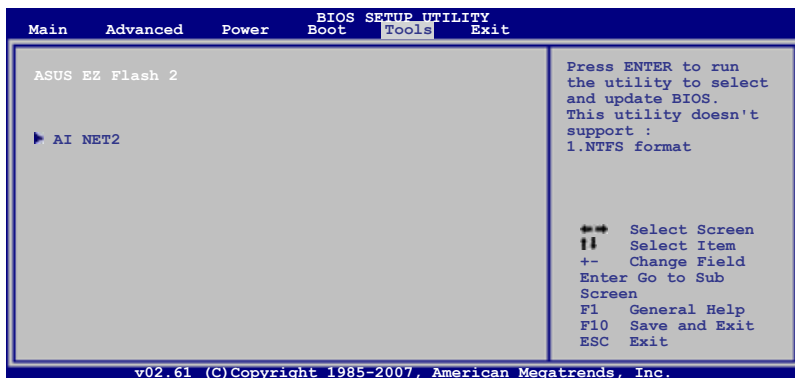 BIOS SETUP UTILITY
Main Advanced Power Boot Tools Exit
ASUS EZ Flash 2
AI NET2
Press ENTER to run
the utility to select
and update BIOS.
This utility doesn't
support :
1.NTFS format
Select Screen
Select Item
+- Change Field
Enter Go to Sub
Screen
F1 General Help
F10 Save and Exit
ESC Exit
v02.61 (C)Copyright 1985-2007, American Megatrends, Inc.